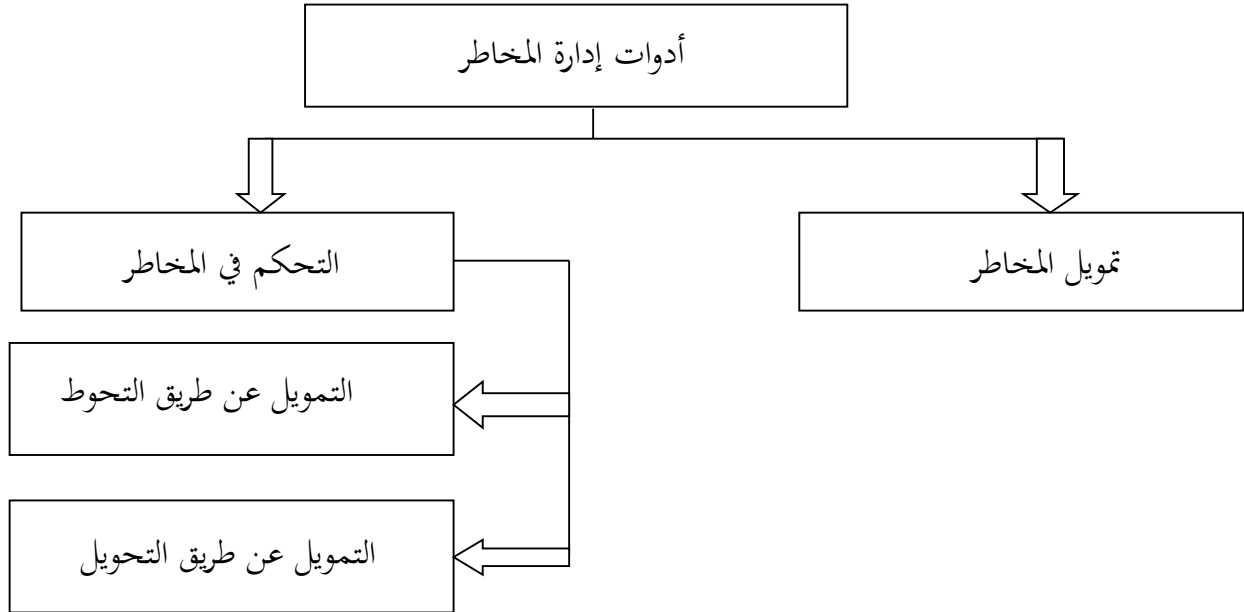 أدوات إدارة المخاطر
تمويل المخاطر
التحكم في المخاطر
التمويل عن طريق التحوط
التمويل عن طريق التحويل